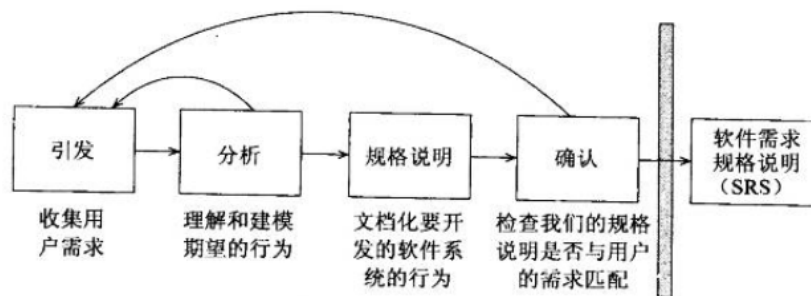 引发
分析
规格说明
确认
软件需求
规格说明
（SRS）
收集用
户需求
理解和建模
期望的行为
文档化要开
发的软件系
统的行为
检查我们的规格
说明是否与用户
的需求匹配